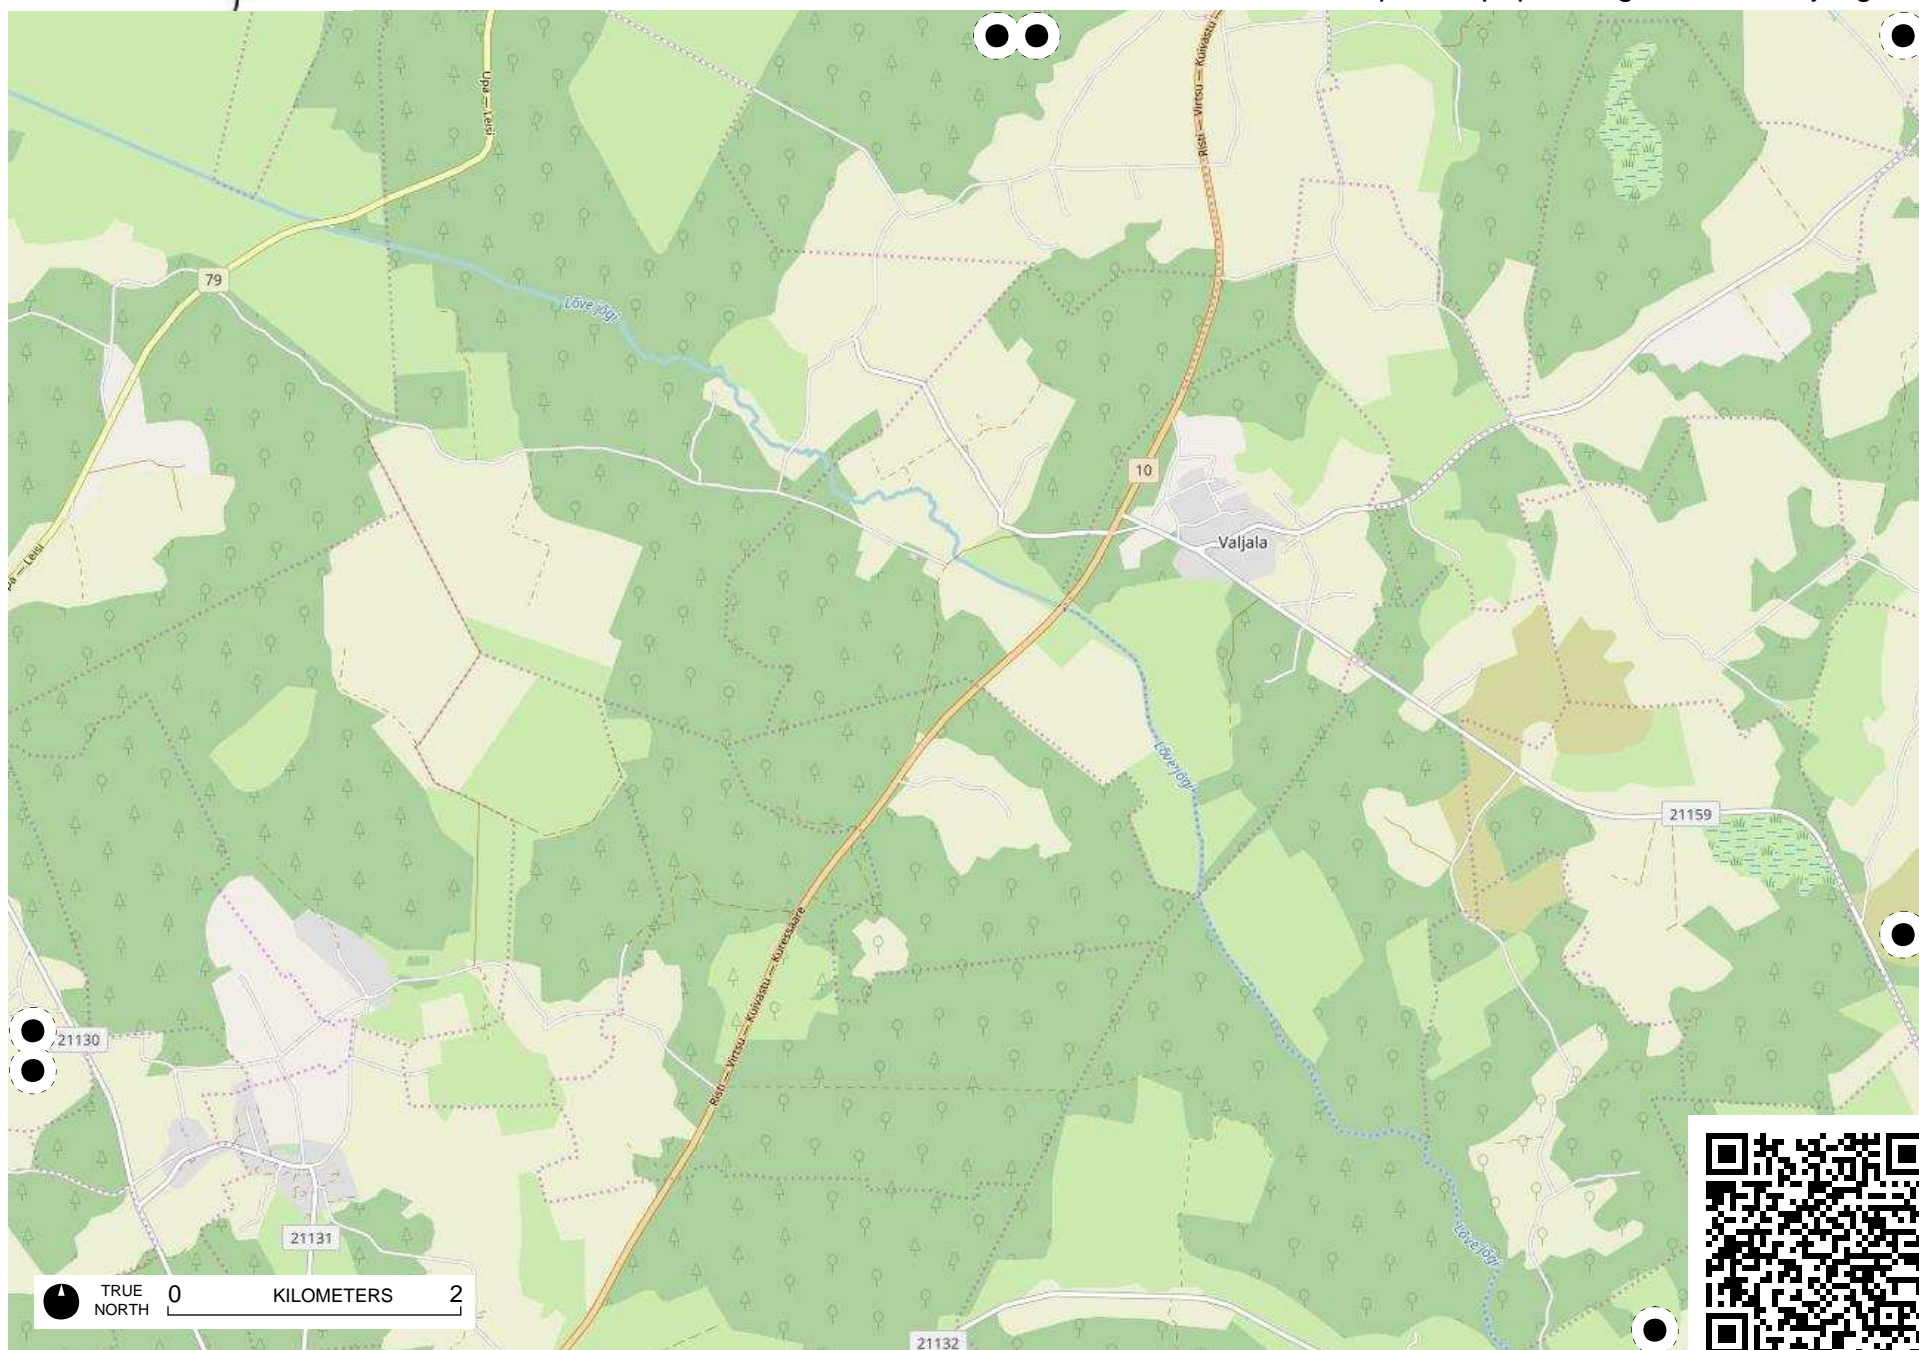 Upa — Leisi
Risti — Virtsu — Kuivastu
79
Lõve jõgi
10
Valjala
Leisi
Lõve jõgi
21159
Risti — Virtsu — Kuivastu — Kuressaare
21130
21131
Lõve jõgi
TRUE
NORTH
0 KILOMETERS 2
21132